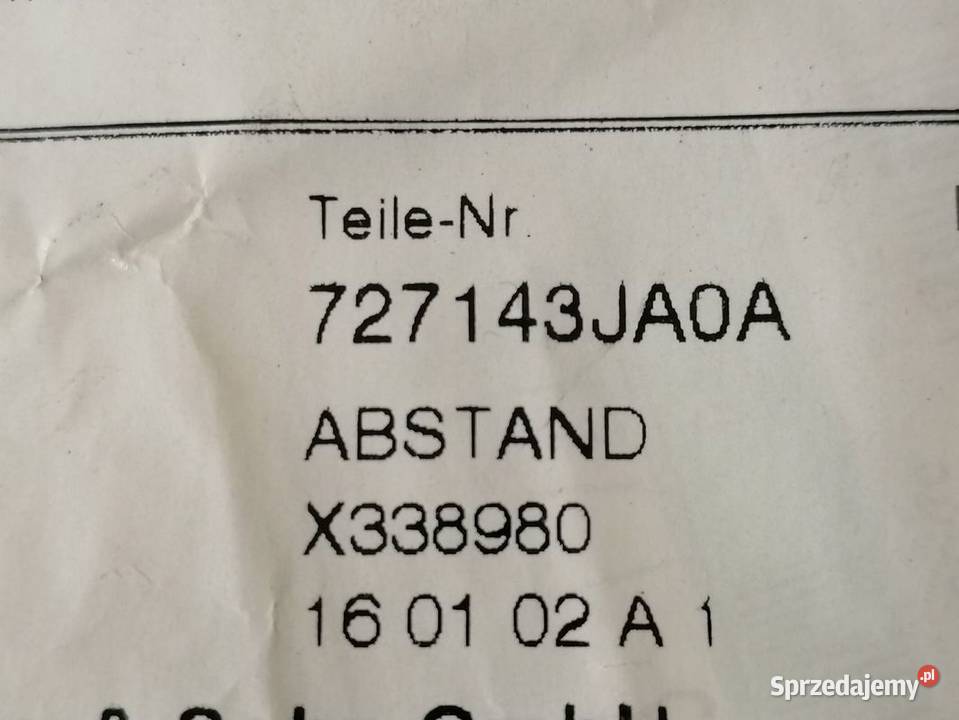 Teile-Nr.
727143JA0A
ABSTAND
X338980
16 01 02 A 1
Sprzedajemy.pl